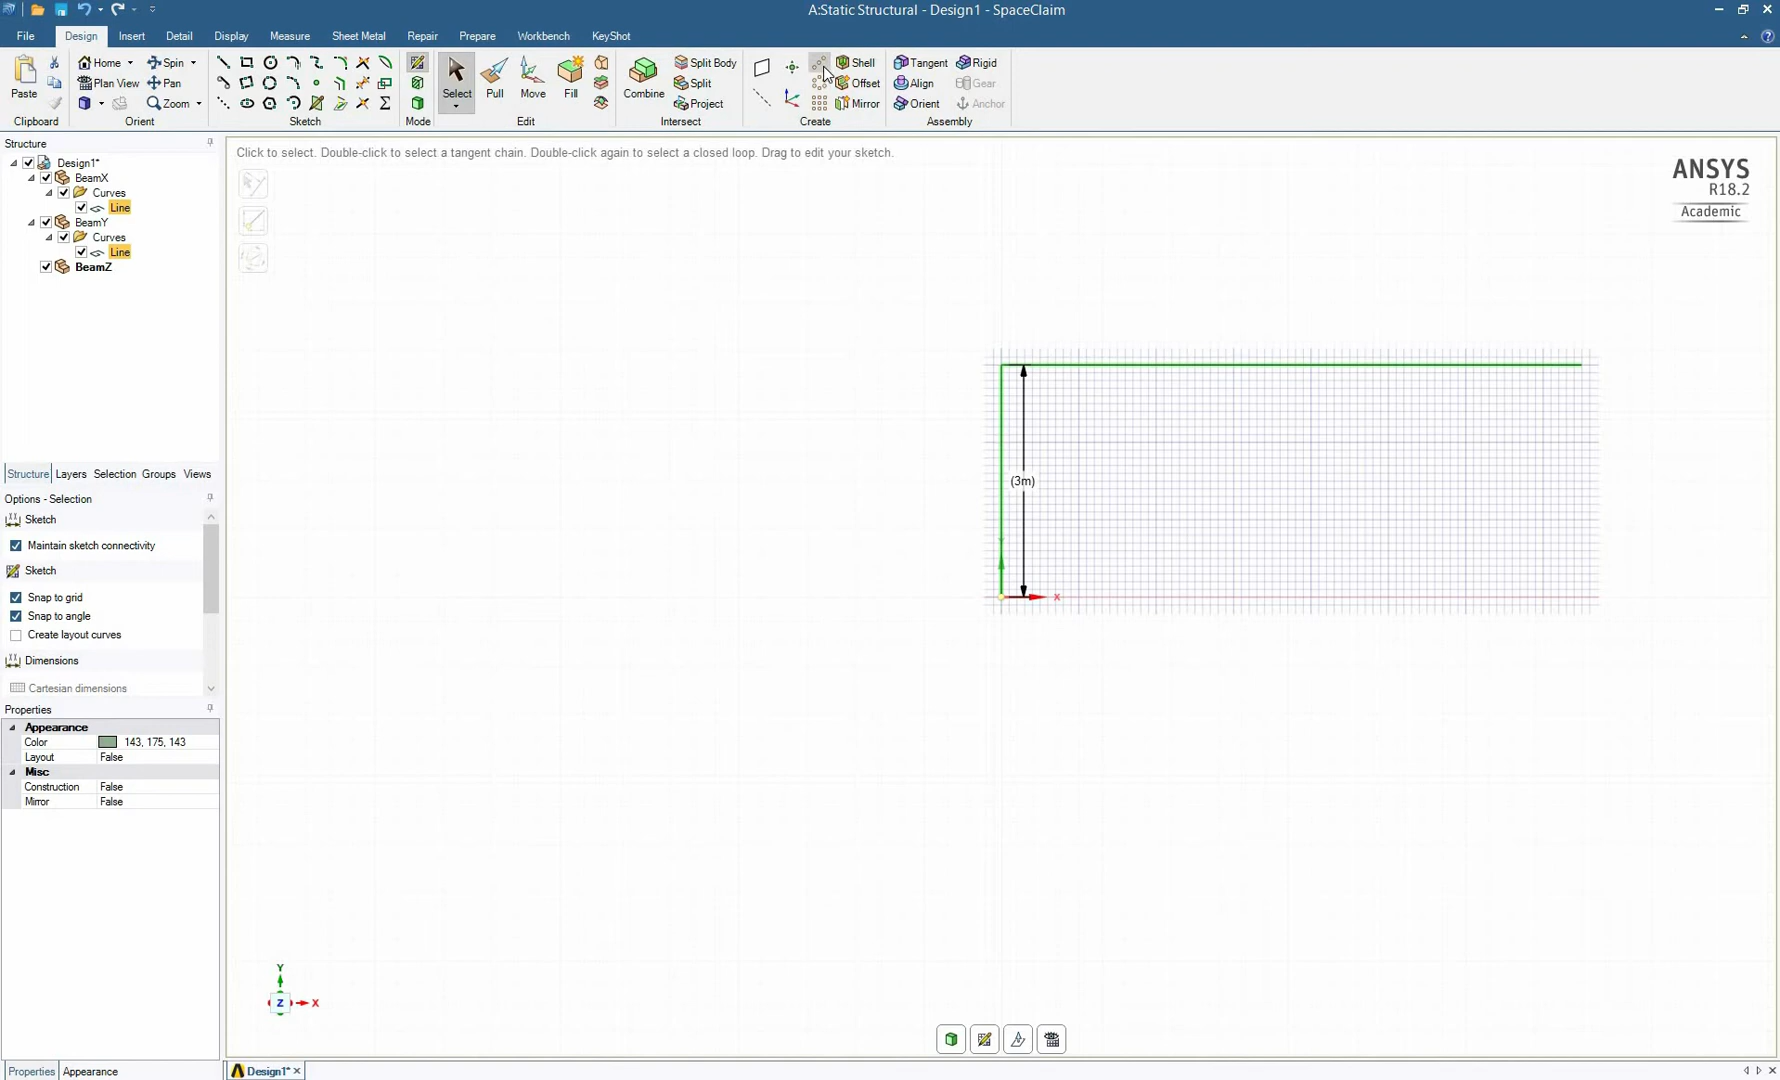 A:Static Structural - Design1 - SpaceClaim
File Design Insert Detail Display Measure Sheet Metal Repair Prepare Workbench KeyShot
Paste
Home
Spin
Plan View
Pan
Zoom
Select
Pull
Move
Fill
Combine
Split Body
Split
Project
Shell
Offset
Mirror
Tangent
Rigid
Align
Gear
Orient
Anchor
Clipboard Orient Sketch Mode Edit Intersect Create Assembly
Structure
Design1*
BeamX
Curves
Line
BeamY
Curves
Line
BeamZ
Structure Layers Selection Groups Views
Options - Selection
Sketch
Maintain sketch connectivity
Sketch
Snap to grid
Snap to angle
Create layout curves
Dimensions
Cartesian dimensions
Properties
Appearance
Color 143, 175, 143
Layout False
Misc
Construction False
Mirror False
Properties Appearance
Click to select. Double-click to select a tangent chain. Double-click again to select a closed loop. Drag to edit your sketch.
ANSYS
R18.2
Academic
(3m)
X
Y
Z X
Design1*